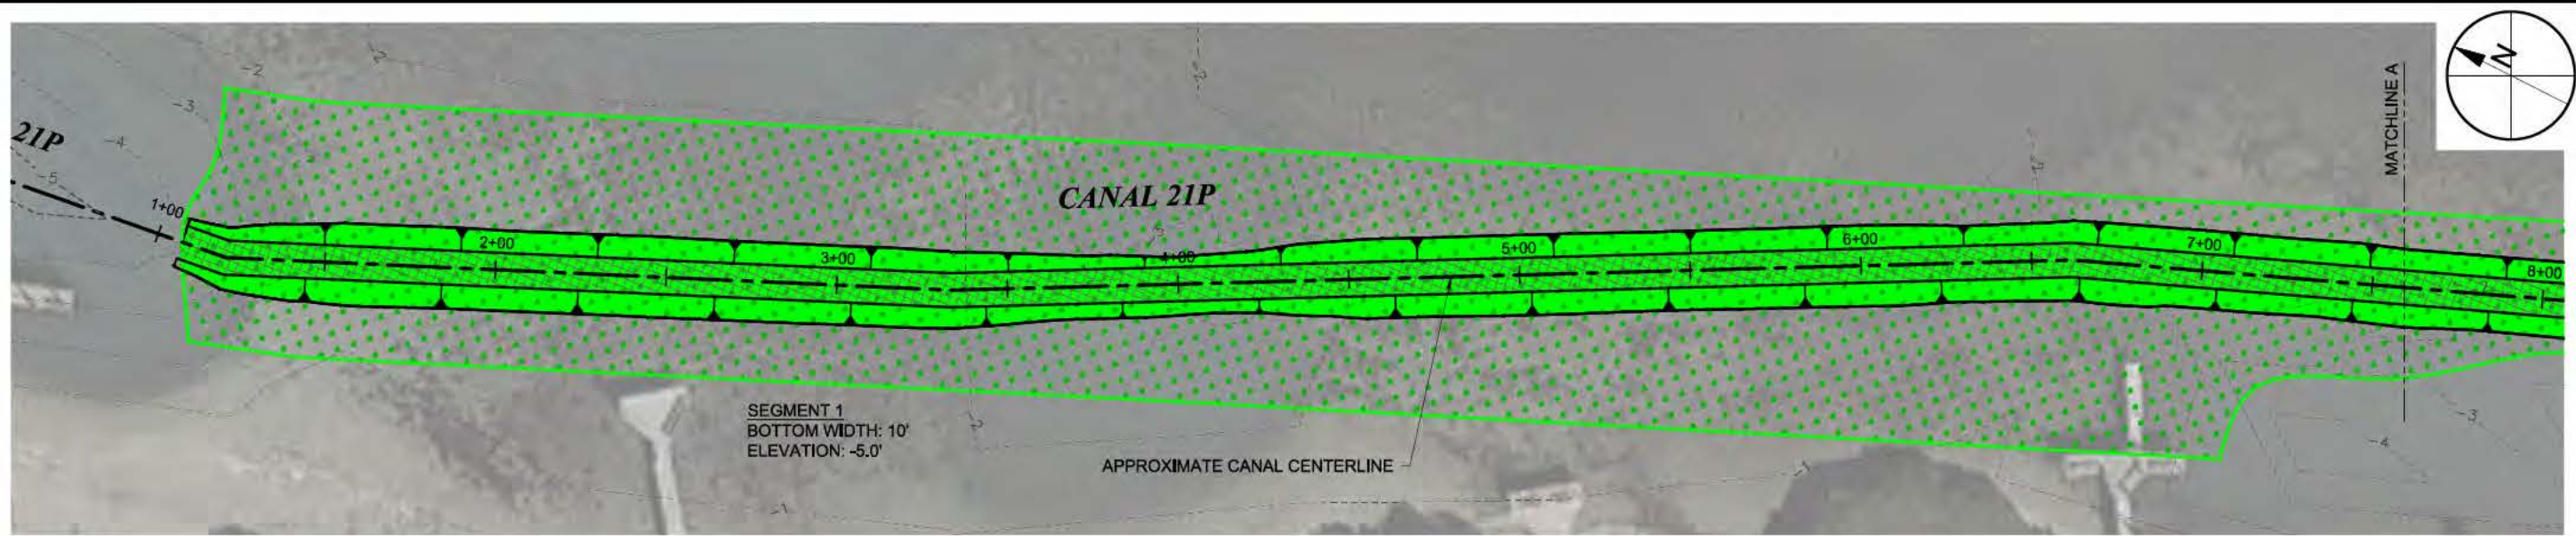 N
MATCHLINE A
-2
-2
-2
-3
-4
-5
21P
1+00
CANAL 21P
2+00
3+00
4+00
5+00
6+00
7+00
8+00
-2
-3
-4
-1
-1
SEGMENT 1
BOTTOM WIDTH: 10'
ELEVATION: -5.0'
APPROXIMATE CANAL CENTERLINE